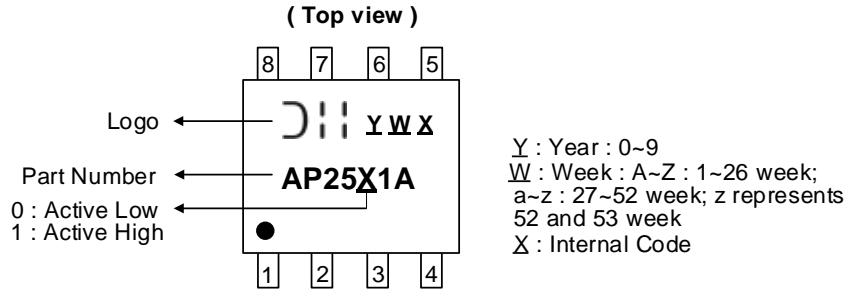 ( Top view )
8 7 6 5
Logo
Y W X
Part Number
AP25X1A
0 : Active Low
1 : Active High
1 2 3 4
Y : Year : 0~9
W : Week : A~Z : 1~26 week;
a~z : 27~52 week; z represents
52 and 53 week
X : Internal Code